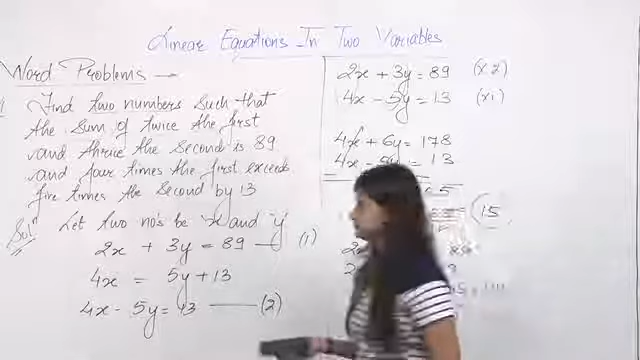 Linear Equations In Two Variables
Word Problems
Find two numbers such that
the sum of twice the first
and thrice the second is 89
and four times the first exceeds
five times the second by 13
Solⁿ Let two no's be 'x' and 'y'
2x + 3y = 89 (1)
4x = 5y + 13
4x - 5y = 13 (2)
2x + 3y = 89 (x2)
4x - 5y = 13 (x1)
4x + 6y = 178
4x - 5y = 13
15